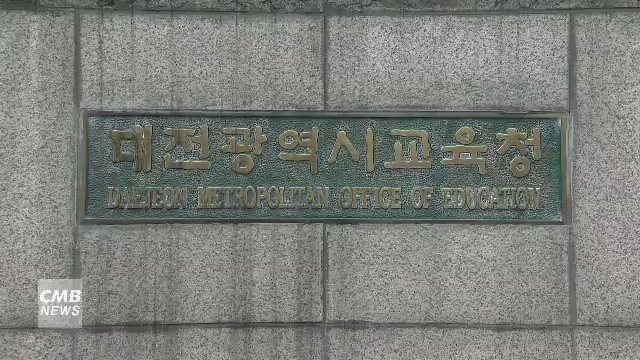 대전광역시교육청
DAEJEON METROPOLITAN OFFICE OF EDUCATION
CMB
NEWS